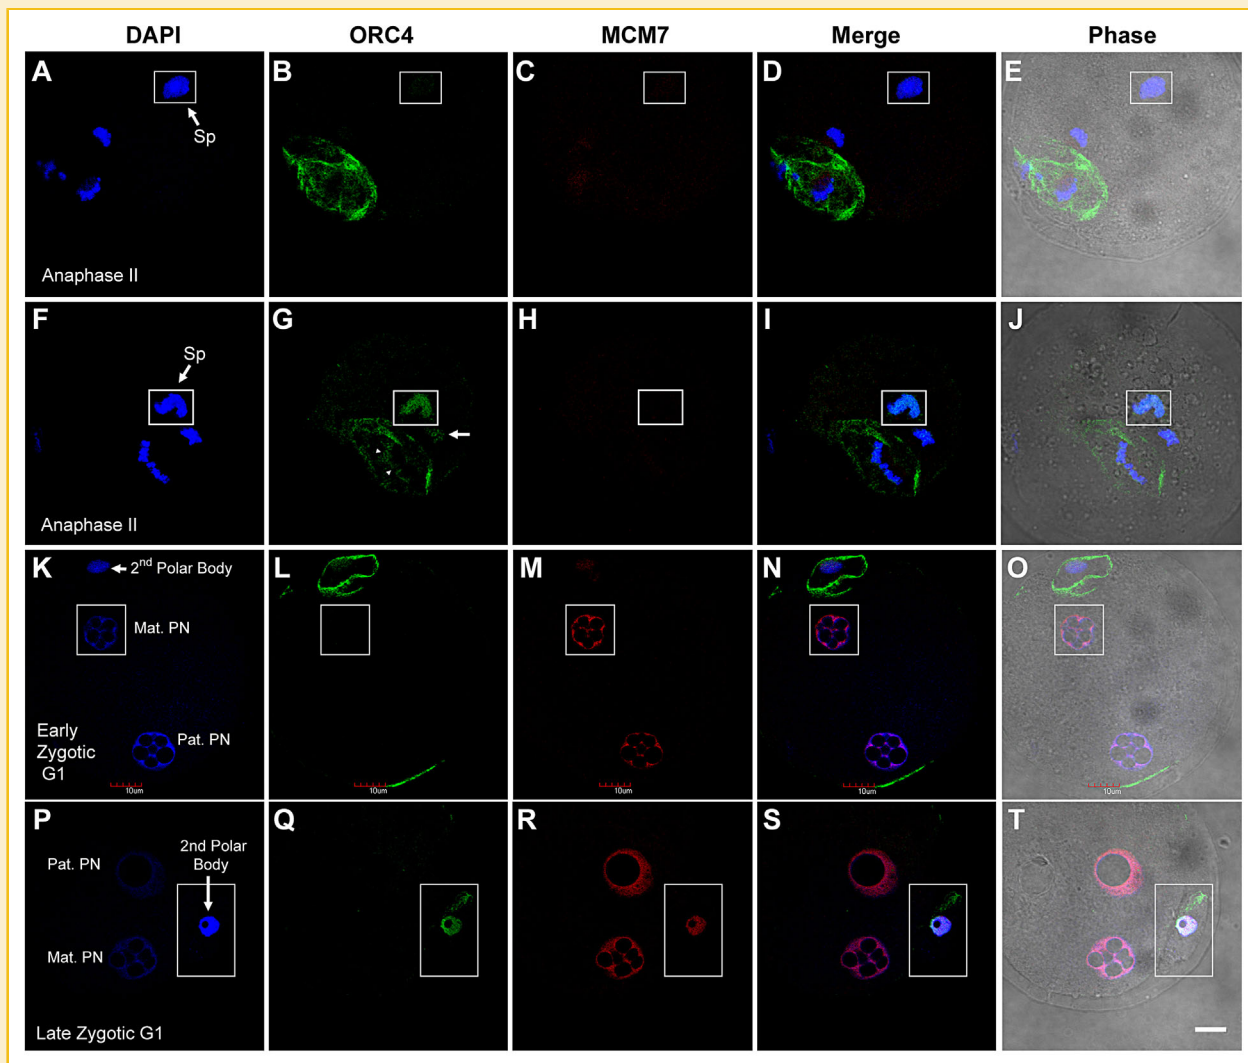 DAPI ORC4 MCM7 Merge Phase
A B C D E
Sp
Anaphase II
F G H I J
Sp
Anaphase II
K L M N O
2nd Polar Body
Mat. PN
Early
Zygotic
G1
Pat. PN
10um 10um 10um 10um
P Q R S T
2nd Polar
Body
Pat. PN
Mat. PN
Late Zygotic G1